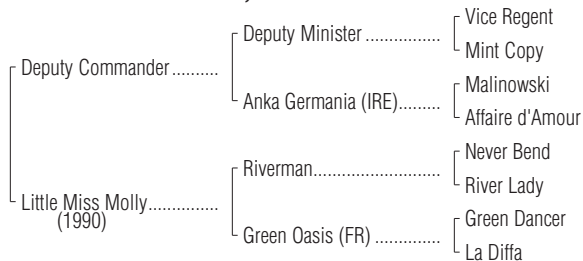 Vice Regent
Deputy Minister ................
Mint Copy
Deputy Commander..........
Malinowski
Anka Germania (IRE).........
Affaire d'Amour
Never Bend
Riverman...........................
River Lady
Little Miss Molly...............
(1990)
Green Dancer
Green Oasis (FR) ..............
La Diffa